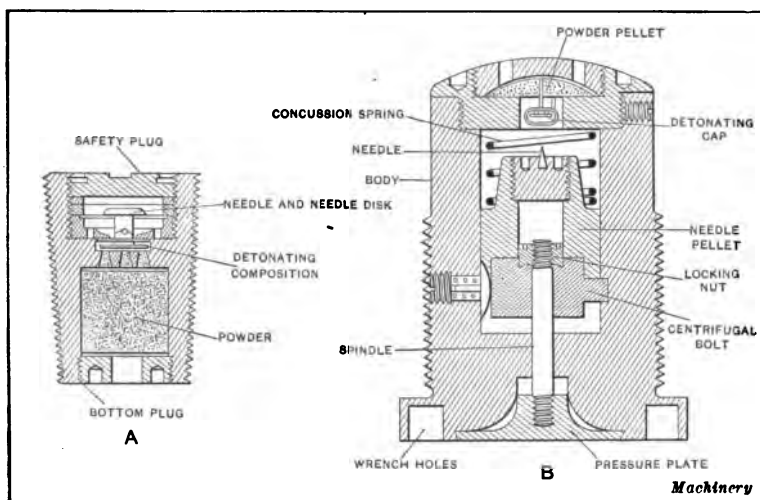 POWDER PELLET
CONCUSSION SPRING
DETONATING
CAP
NEEDLE
SAFETY PLUG
BODY
NEEDLE AND NEEDLE DISK
NEEDLE
PELLET
DETONATING
COMPOSITION
LOCKING
NUT
POWDER
CENTRIFUGAL
BOLT
SPINDLE
BOTTOM PLUG
A
WRENCH HOLES
B
PRESSURE PLATE
Machinery